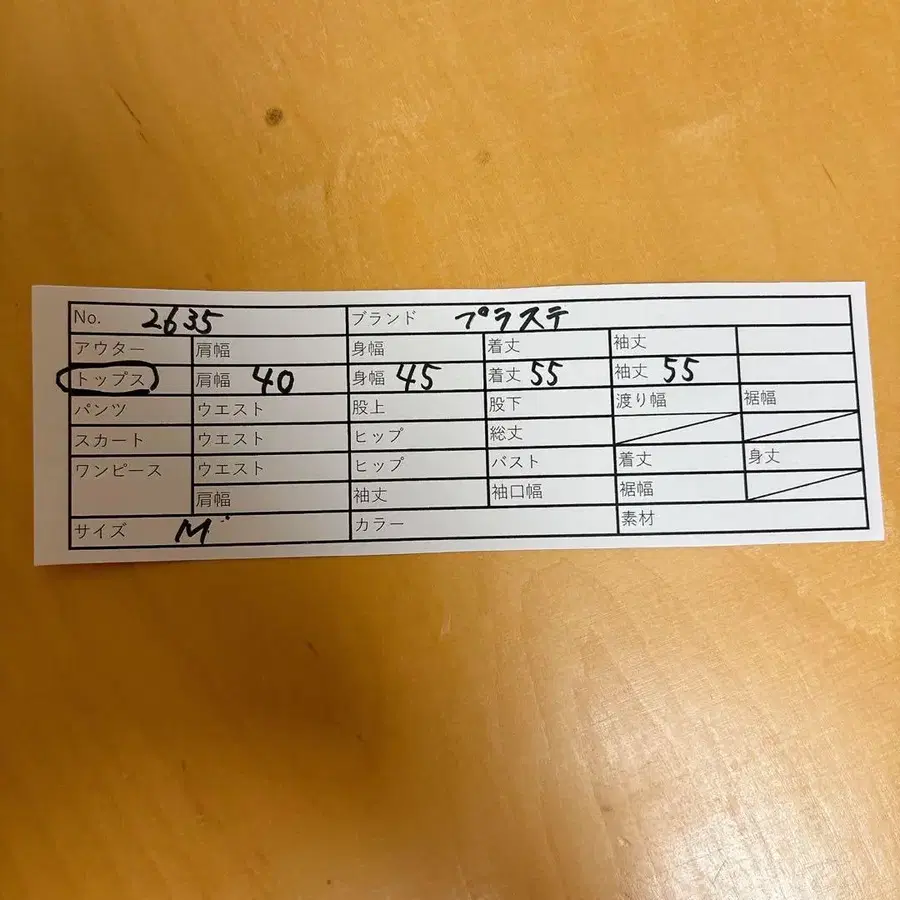 No. 2635 ブランド プラステ
アウター 肩幅 身幅 着丈 袖丈
トップス 肩幅 40 身幅 45 着丈 55 袖丈 55
パンツ ウエスト 股上 股下 渡り幅 裾幅
スカート ウエスト ヒップ 総丈
ワンピース ウエスト ヒップ バスト 着丈 身丈
肩幅 袖丈 袖口幅 裾幅
サイズ M カラー 素材